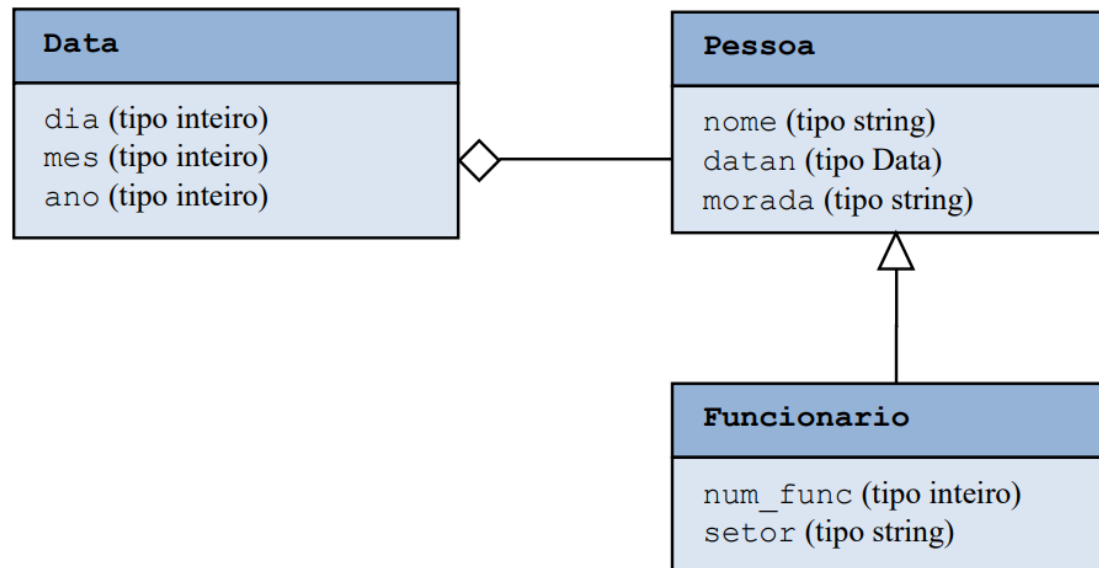 Data
dia (tipo inteiro)
mes (tipo inteiro)
ano (tipo inteiro)
Pessoa
nome (tipo string)
datan (tipo Data)
morada (tipo string)
Funcionario
num_func (tipo inteiro)
setor (tipo string)